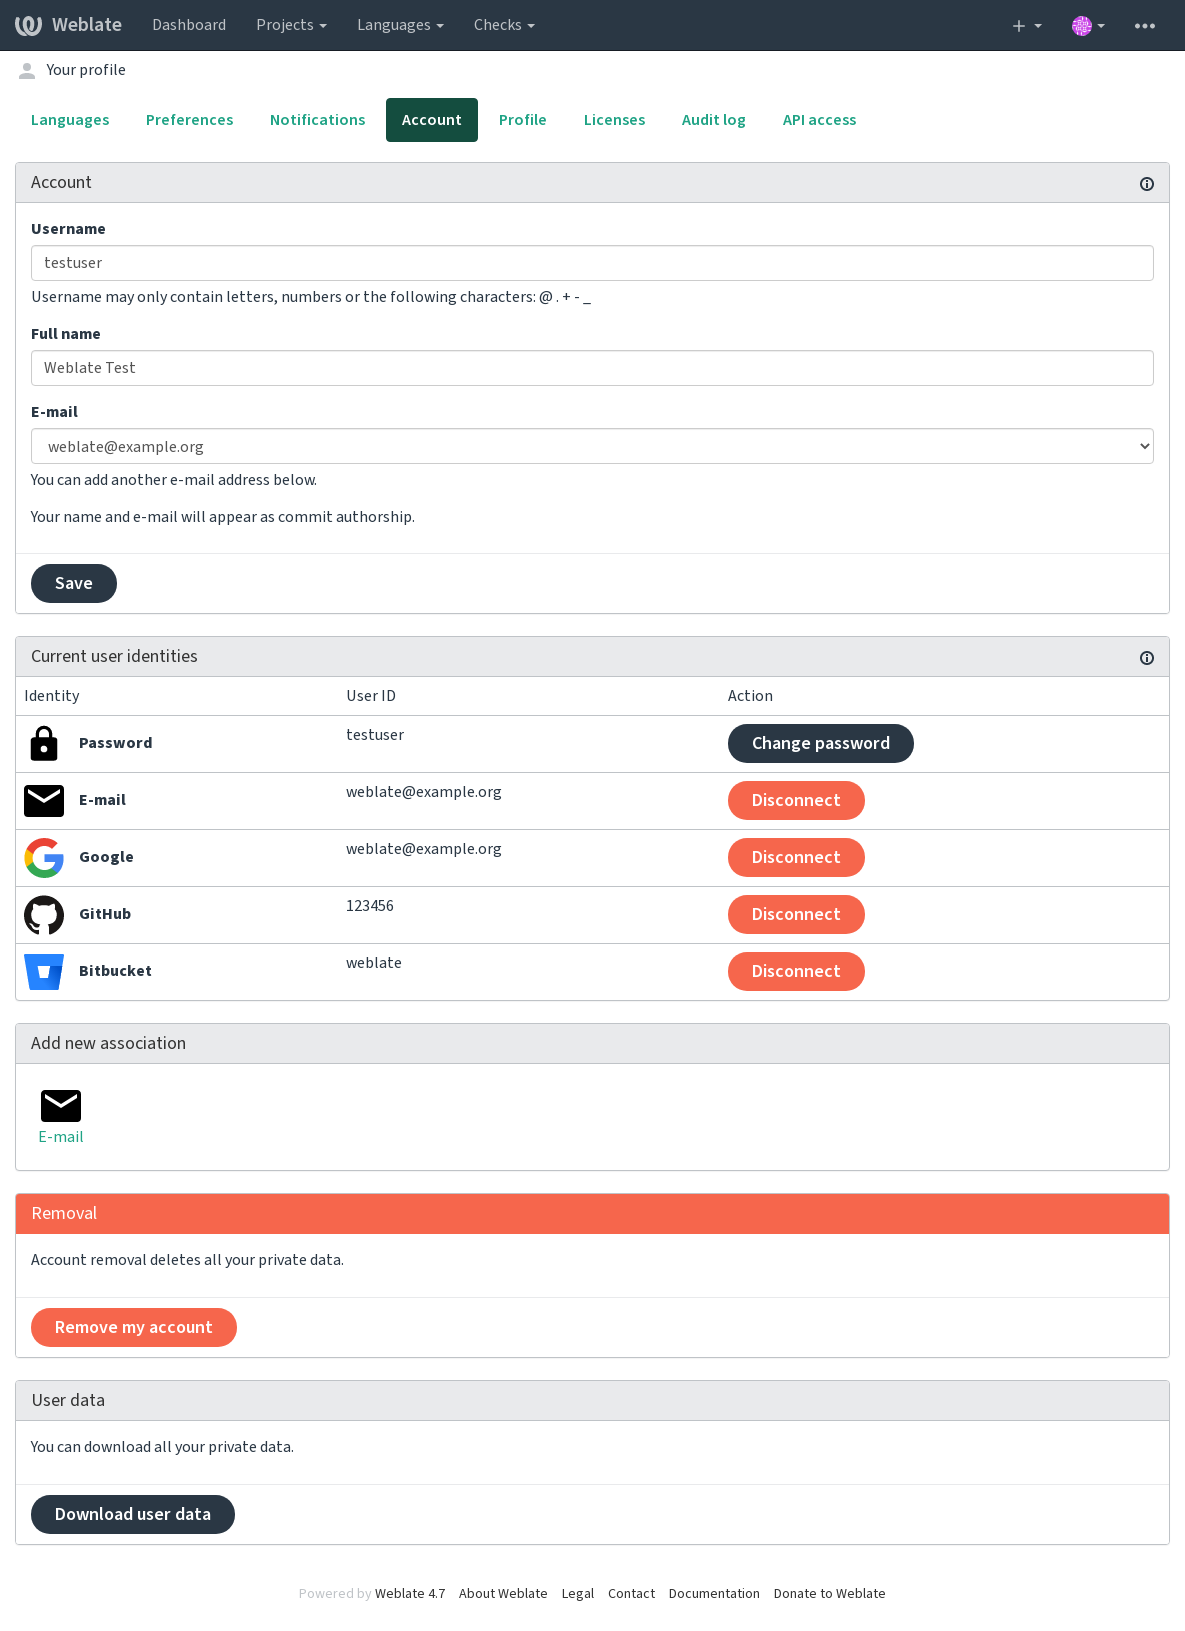 Weblate Dashboard Projects Languages Checks
Your profile
Languages Preferences Notifications Account Profile Licenses Audit log API access
Account
Username
testuser
Username may only contain letters, numbers or the following characters: @ . + - _
Full name
Weblate Test
E-mail
weblate@example.org
You can add another e-mail address below.
Your name and e-mail will appear as commit authorship.
Save
Current user identities
Identity User ID Action
Password testuser Change password
E-mail weblate@example.org Disconnect
Google weblate@example.org Disconnect
GitHub 123456 Disconnect
Bitbucket weblate Disconnect
Add new association
E-mail
Removal
Account removal deletes all your private data.
Remove my account
User data
You can download all your private data.
Download user data
Powered by Weblate 4.7 About Weblate Legal Contact Documentation Donate to Weblate